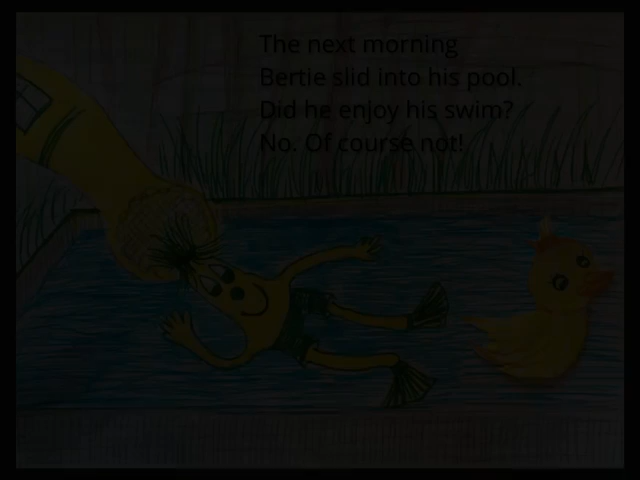 The next morning
Bertie slid into his pool.
Did he enjoy his swim?
No. Of course not!